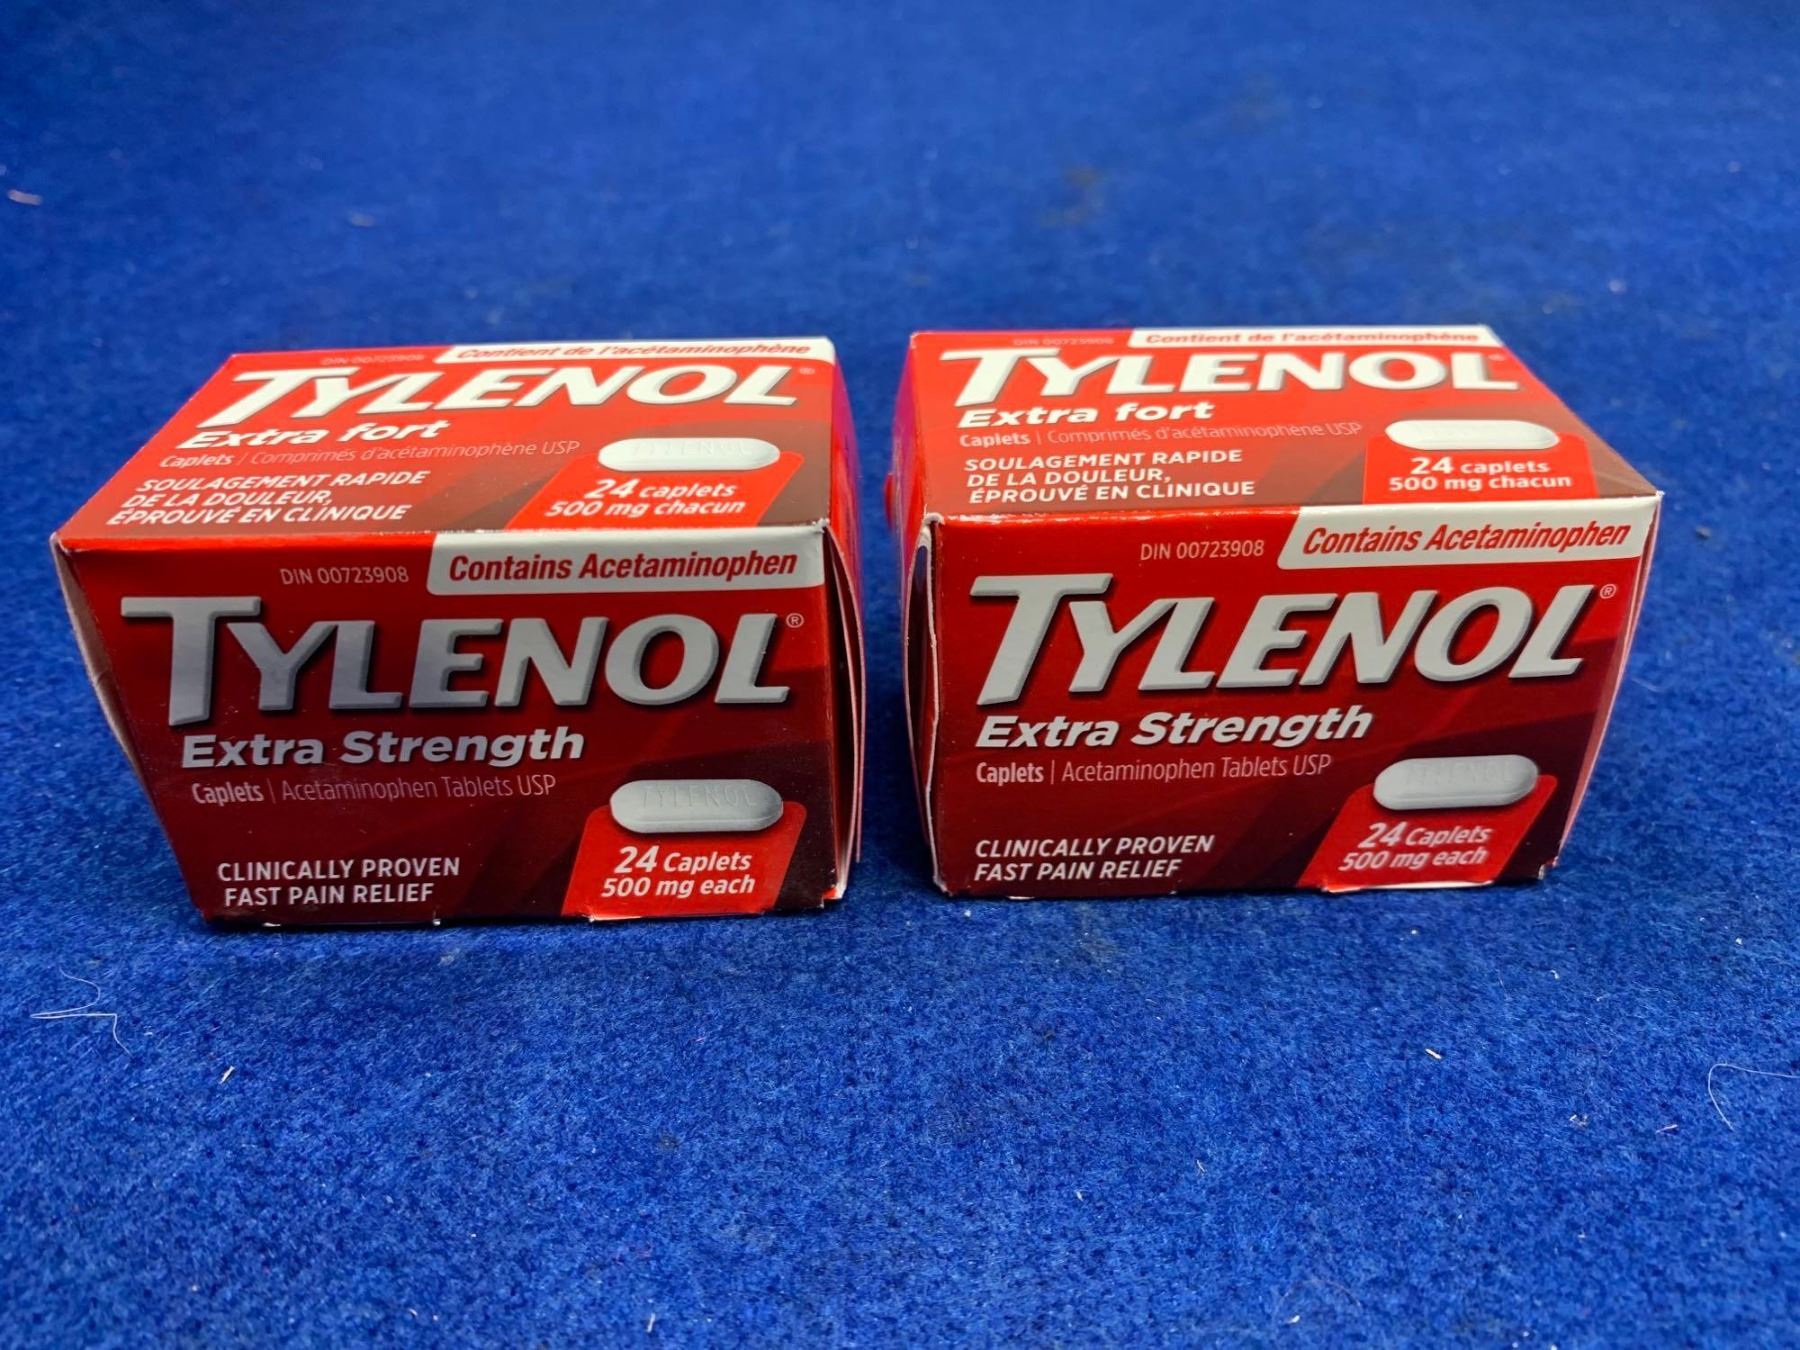 DIN 00723908 Contient de l'acétaminophène
TYLENOL®
Extra fort
Caplets | Comprimés d'acétaminophène USP
SOULAGEMENT RAPIDE
DE LA DOULEUR,
ÉPROUVÉ EN CLINIQUE
TYLENOL
24 caplets
500 mg chacun
DIN 00723908 Contains Acetaminophen
TYLENOL®
Extra Strength
Caplets | Acetaminophen Tablets USP
TYLENOL
CLINICALLY PROVEN
FAST PAIN RELIEF
24 Caplets
500 mg each
DIN 00723908 Contient de l'acétaminophène
TYLENOL
Extra fort
Caplets | Comprimés d'acétaminophène USP
SOULAGEMENT RAPIDE
DE LA DOULEUR,
ÉPROUVÉ EN CLINIQUE
24 caplets
500 mg chacun
DIN 00723908 Contains Acetaminophen
TYLENOL®
Extra Strength
Caplets | Acetaminophen Tablets USP
TYLENOL
CLINICALLY PROVEN
FAST PAIN RELIEF
24 Caplets
500 mg each